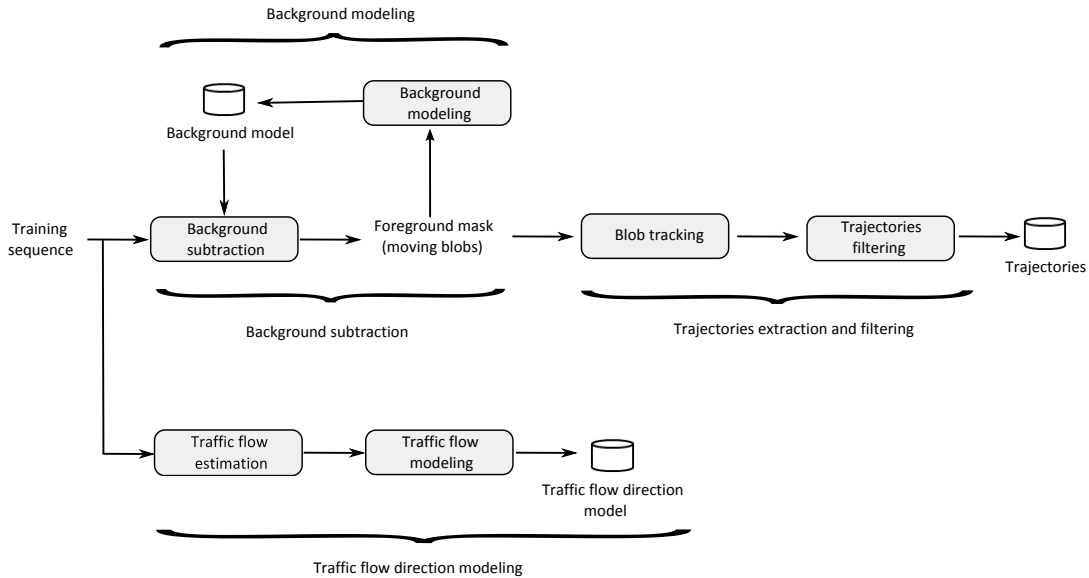 Background modeling
Background
modeling
Background model
Training
sequence
Background
subtraction
Foreground mask
(moving blobs)
Blob tracking
Trajectories
filtering
Trajectories
Background subtraction
Trajectories extraction and filtering
Traffic flow
estimation
Traffic flow
modeling
Traffic flow direction
model
Traffic flow direction modeling